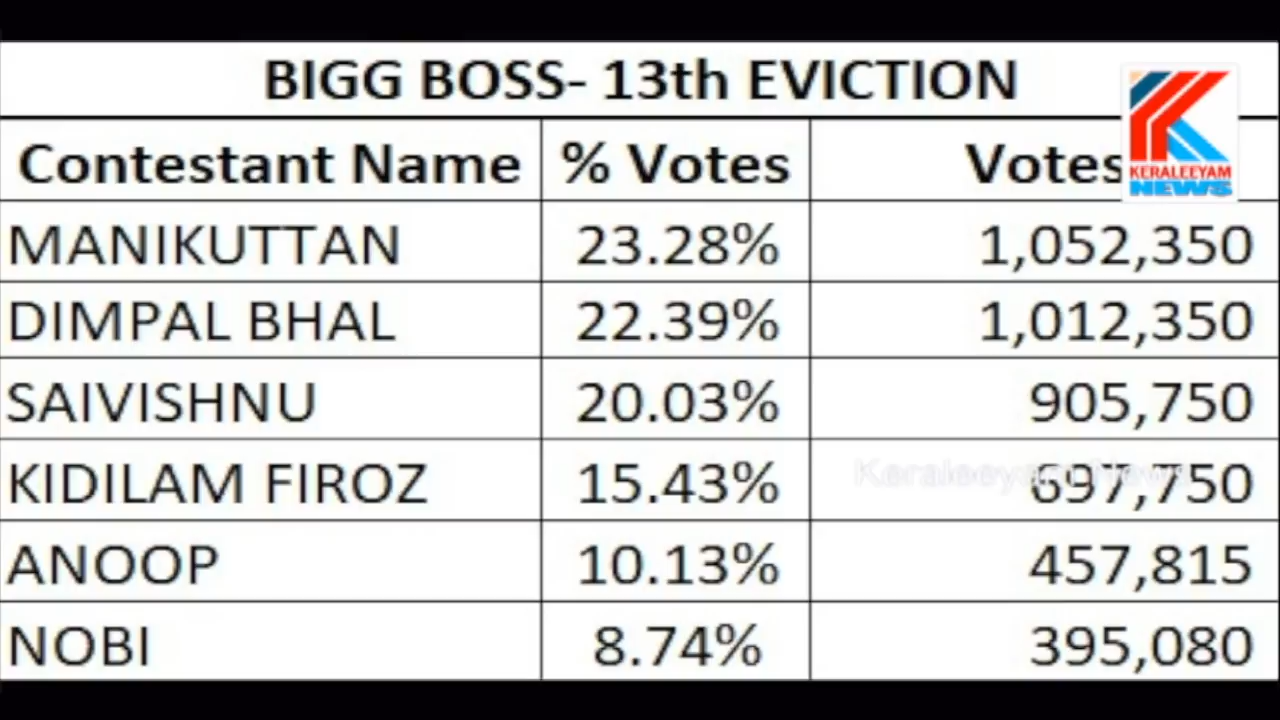 BIGG BOSS- 13th EVICTION
Contestant Name % Votes Votes
KERALEEYAM
NEWS
MANIKUTTAN 23.28% 1,052,350
DIMPAL BHAL 22.39% 1,012,350
SAIVISHNU 20.03% 905,750
KIDILAM FIROZ 15.43% 697,750
Keraleeyam News
ANOOP 10.13% 457,815
NOBI 8.74% 395,080